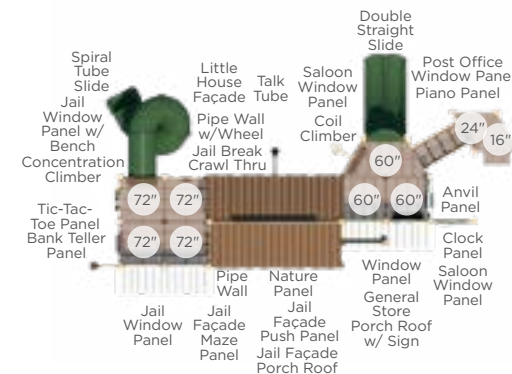 Double
Straight
Slide
Spiral
Tube
Slide
Jail
Window
Panel w/
Bench
Concentration
Climber
Little
House
Façade
Talk
Tube
Saloon
Window
Panel
Coil
Climber
Post Office
Window Pane
Piano Panel
Pipe Wall
w/Wheel
Jail Break
Crawl Thru
24"
16"
60"
60" 60"
72" 72"
72" 72"
Tic-Tac-
Toe Panel
Bank Teller
Panel
Anvil
Panel
Clock
Panel
Saloon
Window
Panel
Jail
Window
Panel
Pipe
Wall
Jail
Façade
Maze
Panel
Nature
Panel
Jail
Façade
Push Panel
Jail Façade
Porch Roof
Window
Panel
General
Store
Porch Roof
w/ Sign